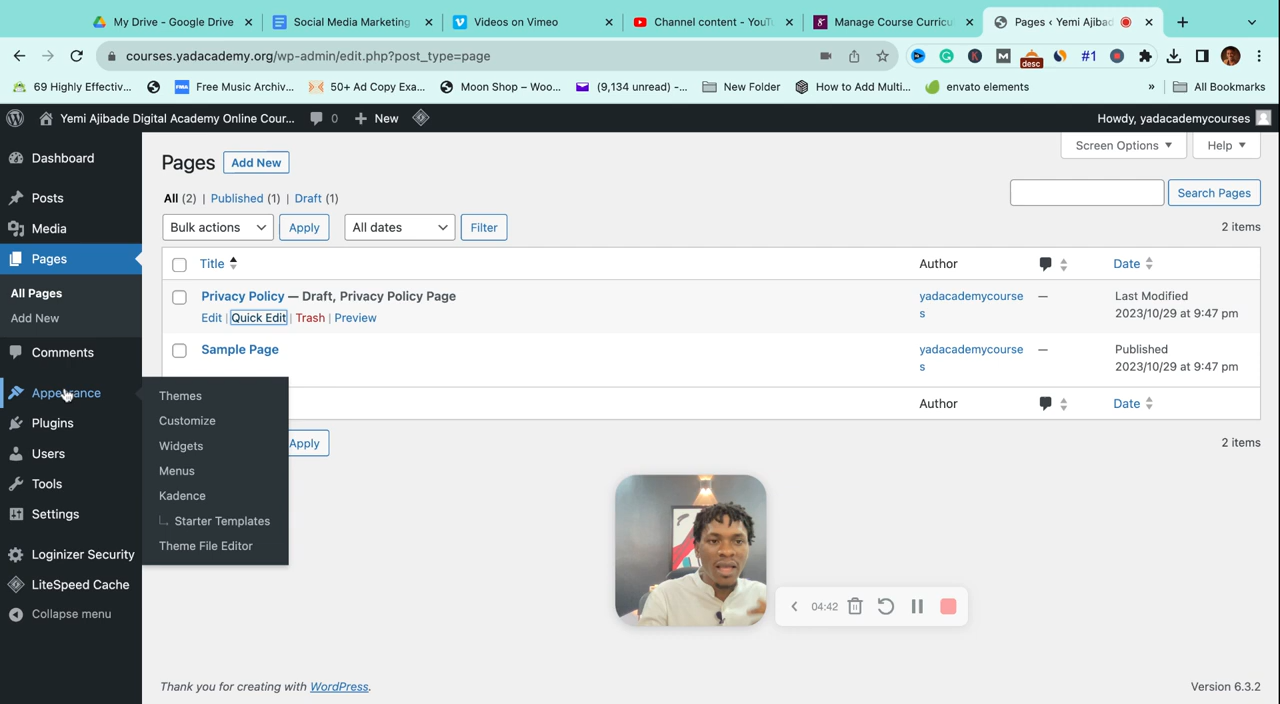 My Drive - Google Drive
Social Media Marketing
Videos on Vimeo
Channel content - YouTu
Manage Course Curricu
Pages ‹ Yemi Ajibad
courses.yadacademy.org/wp-admin/edit.php?post_type=page
desc
#1
69 Highly Effectiv...
Free Music Archiv...
50+ Ad Copy Exa...
Moon Shop – Woo...
(9,134 unread) -...
New Folder
How to Add Multi...
envato elements
»
All Bookmarks
Yemi Ajibade Digital Academy Online Cour...
0
New
Howdy, yadacademycourses
Dashboard
Posts
Media
Pages
All Pages
Add New
Comments
Appearance
Plugins
Users
Tools
Settings
Loginizer Security
LiteSpeed Cache
Collapse menu
Themes
Customize
Widgets
Menus
Kadence
Starter Templates
Theme File Editor
Pages
Add New
Screen Options
Help
All (2) | Published (1) | Draft (1)
Search Pages
Bulk actions
Apply
All dates
Filter
2 items
Title
Author
Date
Privacy Policy — Draft, Privacy Policy Page
Edit | Quick Edit | Trash | Preview
yadacademycourse
s
—
Last Modified
2023/10/29 at 9:47 pm
Sample Page
yadacademycourse
s
—
Published
2023/10/29 at 9:47 pm
Author
Date
Apply
2 items
04:42
Thank you for creating with WordPress.
Version 6.3.2